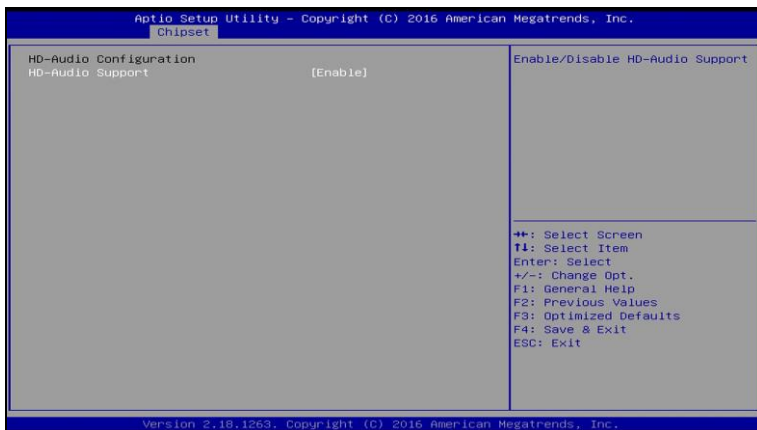 Aptio Setup Utility – Copyright (C) 2016 American Megatrends, Inc.
Chipset
HD-Audio Configuration
HD-Audio Support [Enable]
Enable/Disable HD-Audio Support
→←: Select Screen
↑↓: Select Item
Enter: Select
+/-: Change Opt.
F1: General Help
F2: Previous Values
F3: Optimized Defaults
F4: Save & Exit
ESC: Exit
Version 2.18.1263. Copyright (C) 2016 American Megatrends, Inc.